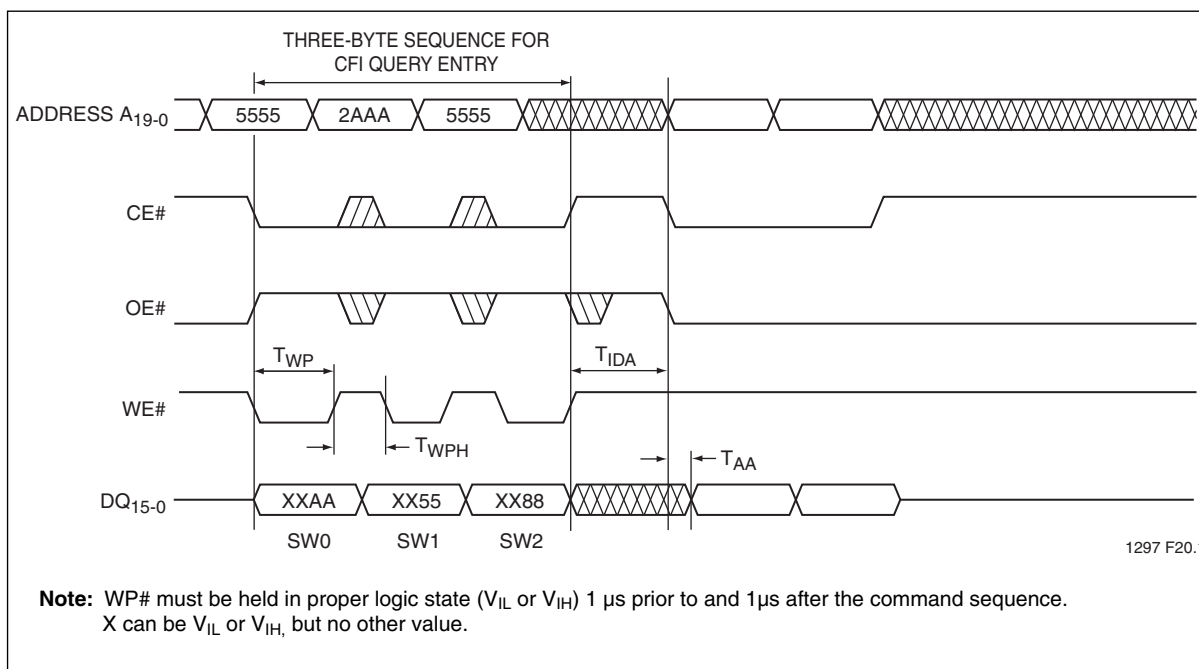 THREE-BYTE SEQUENCE FOR
CFI QUERY ENTRY
ADDRESS A19-0
5555
2AAA
5555
CE#
OE#
TWP
TIDA
WE#
TWPH
TAA
DQ15-0
XXAA
XX55
XX88
SW0
SW1
SW2
1297 F20.
Note: WP# must be held in proper logic state (VIL or VIH) 1 µs prior to and 1µs after the command sequence.
X can be VIL or VIH, but no other value.